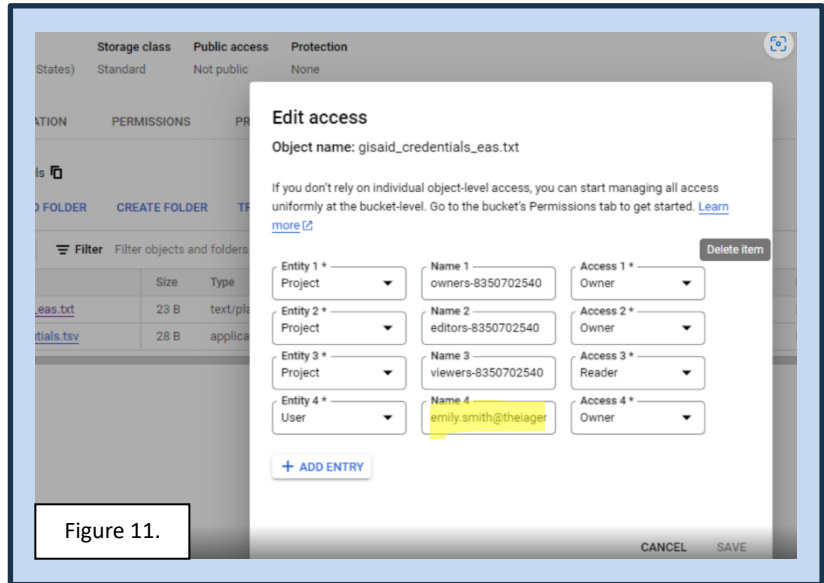 Storage class Public access Protection
States) Standard Not public None
ATION PERMISSIONS PR
Edit access
Object name: gisaid_credentials_eas.txt
ls
If you don't rely on individual object-level access, you can start managing all access
uniformly at the bucket-level. Go to the bucket's Permissions tab to get started. Learn
more
D FOLDER CREATE FOLDER TR
Filter Filter objects and folders
Delete item
Size Type
_eas.txt 23 B text/pla
ntials.tsv 28 B applica
Entity 1 * Name 1 Access 1 *
Project owners-8350702540 Owner
Entity 2 * Name 2 Access 2 *
Project editors-8350702540 Owner
Entity 3 * Name 3 Access 3 *
Project viewers-8350702540 Reader
Entity 4 * Name 4 Access 4 *
User emily.smith@theiager Owner
+ ADD ENTRY
CANCEL SAVE
Figure 11.